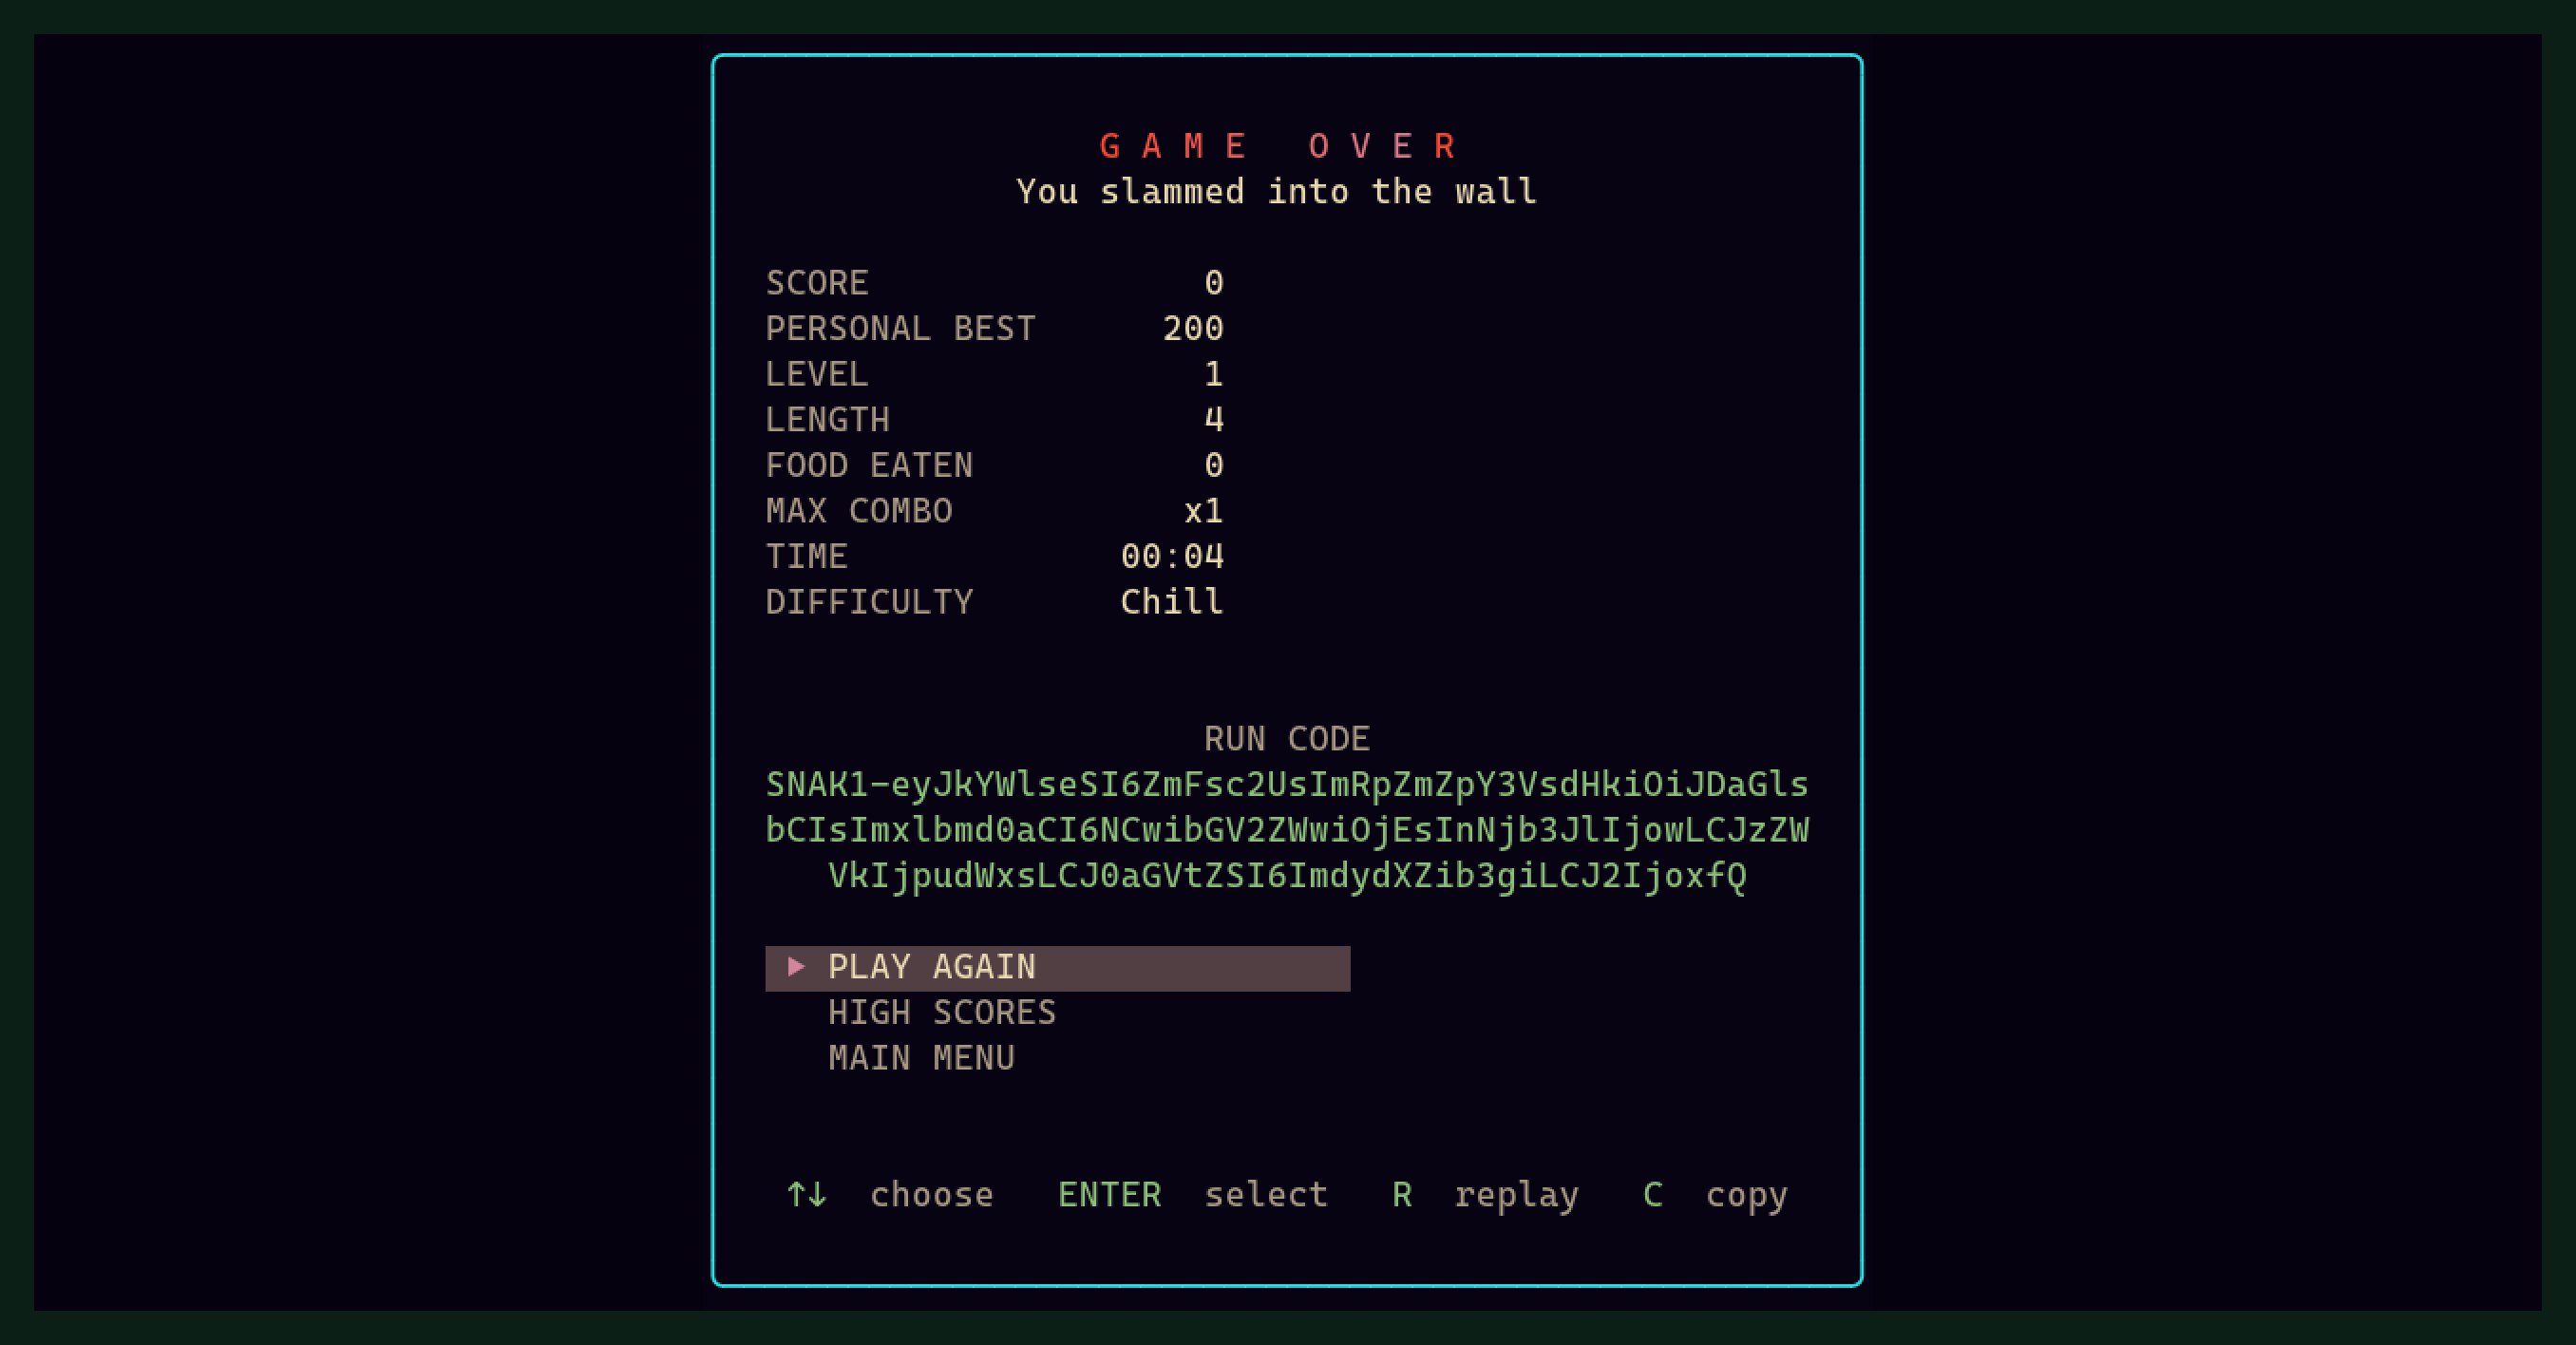 GAME OVER
You slammed into the wall
SCORE 0
PERSONAL BEST 200
LEVEL 1
LENGTH 4
FOOD EATEN 0
MAX COMBO x1
TIME 00:04
DIFFICULTY Chill
RUN CODE
SNAK1-eyJkYWlseSI6ZmFsc2UsImRpZmZpY3VsdHkiOiJDaGls
bCIsImxlbmd0aCI6NCwibGV2ZWwiOjEsInNjb3JlIjowLCJzZW
VkIjpudWxsLCJ0aGVtZSI6ImdydXZib3giLCJ2IjoxfQ
▶ PLAY AGAIN
HIGH SCORES
MAIN MENU
↑↓ choose ENTER select R replay C copy